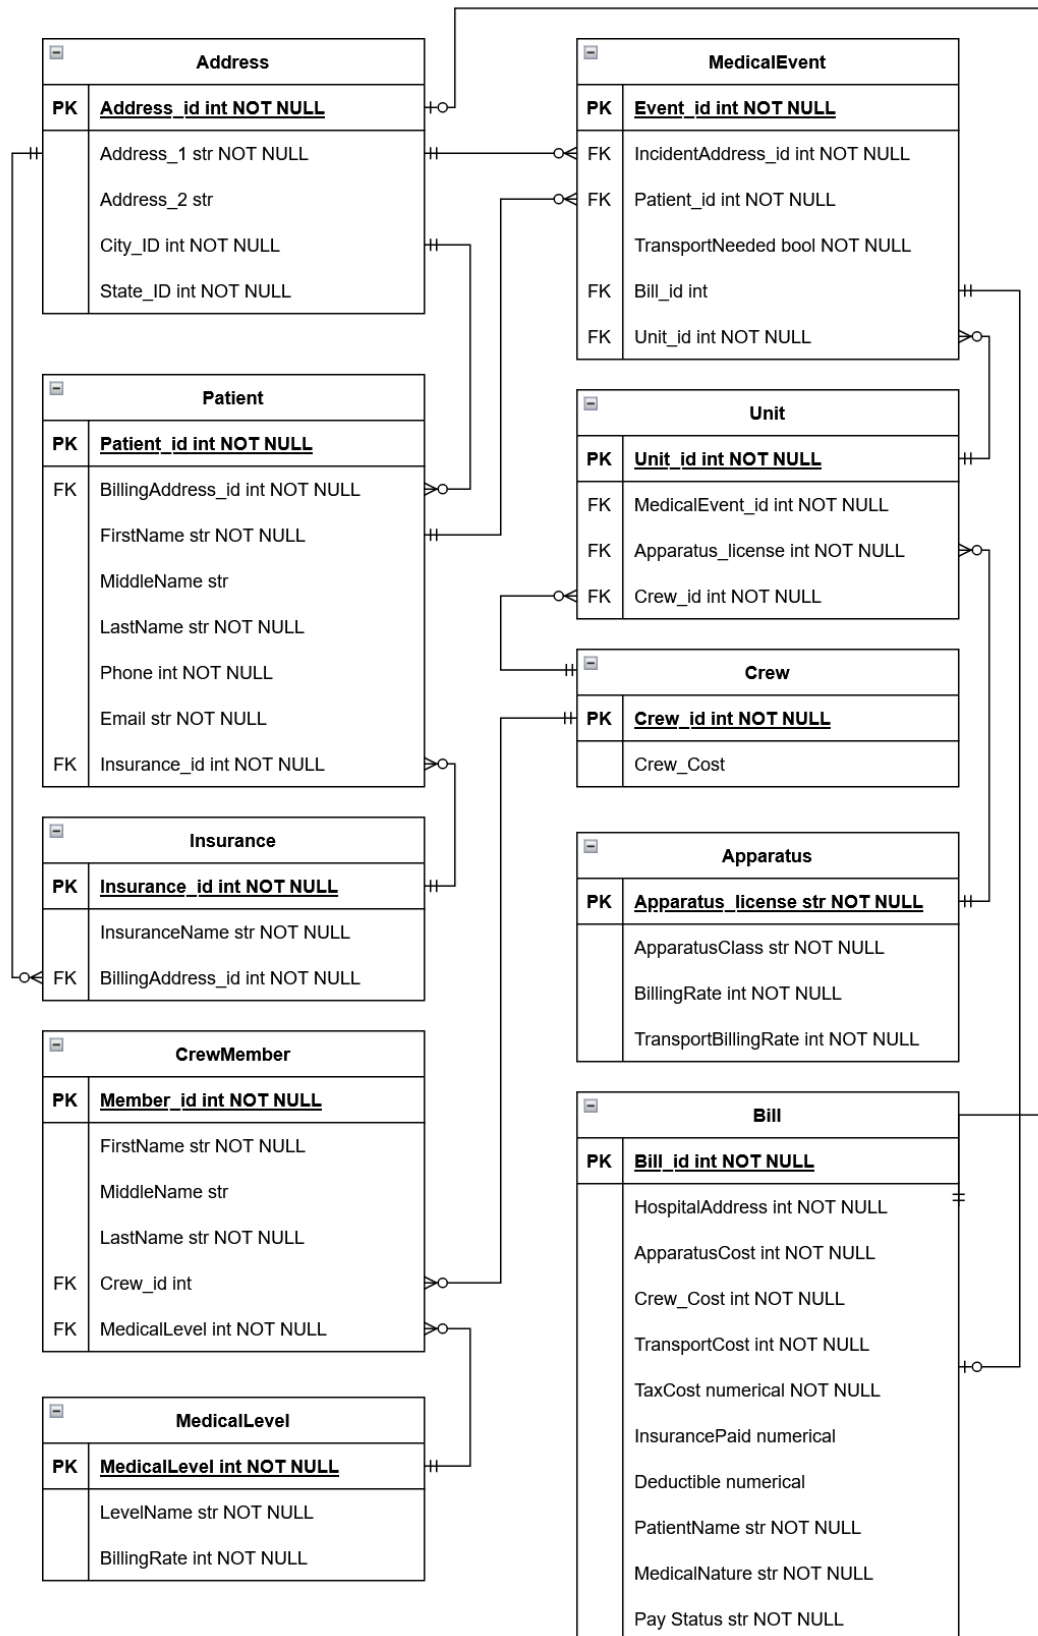 Address
PK Address_id int NOT NULL
Address_1 str NOT NULL
Address_2 str
City_ID int NOT NULL
State_ID int NOT NULL
Patient
PK Patient_id int NOT NULL
FK BillingAddress_id int NOT NULL
FirstName str NOT NULL
MiddleName str
LastName str NOT NULL
Phone int NOT NULL
Email str NOT NULL
FK Insurance_id int NOT NULL
Insurance
PK Insurance_id int NOT NULL
InsuranceName str NOT NULL
FK BillingAddress_id int NOT NULL
CrewMember
PK Member_id int NOT NULL
FirstName str NOT NULL
MiddleName str
LastName str NOT NULL
FK Crew_id int
FK MedicalLevel int NOT NULL
MedicalLevel
PK MedicalLevel int NOT NULL
LevelName str NOT NULL
BillingRate int NOT NULL
MedicalEvent
PK Event_id int NOT NULL
FK IncidentAddress_id int NOT NULL
FK Patient_id int NOT NULL
TransportNeeded bool NOT NULL
FK Bill_id int
FK Unit_id int NOT NULL
Unit
PK Unit_id int NOT NULL
FK MedicalEvent_id int NOT NULL
FK Apparatus_license int NOT NULL
FK Crew_id int NOT NULL
Crew
PK Crew_id int NOT NULL
Crew_Cost
Apparatus
PK Apparatus_license str NOT NULL
ApparatusClass str NOT NULL
BillingRate int NOT NULL
TransportBillingRate int NOT NULL
Bill
PK Bill_id int NOT NULL
HospitalAddress int NOT NULL
ApparatusCost int NOT NULL
Crew_Cost int NOT NULL
TransportCost int NOT NULL
TaxCost numerical NOT NULL
InsurancePaid numerical
Deductible numerical
PatientName str NOT NULL
MedicalNature str NOT NULL
Pay Status str NOT NULL